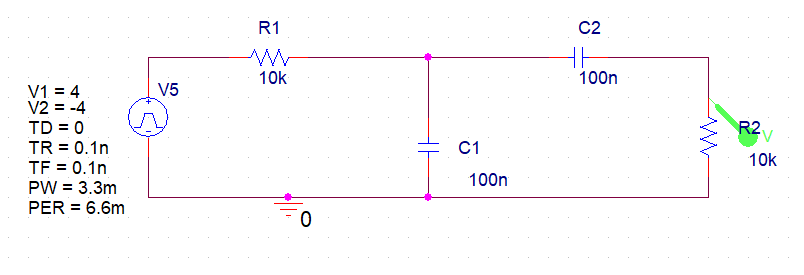 R1
10k
C2
100n
V5
V1 = 4
V2 = -4
TD = 0
TR = 0.1n
TF = 0.1n
PW = 3.3m
PER = 6.6m
+
-
C1
100n
R2
V
10k
0